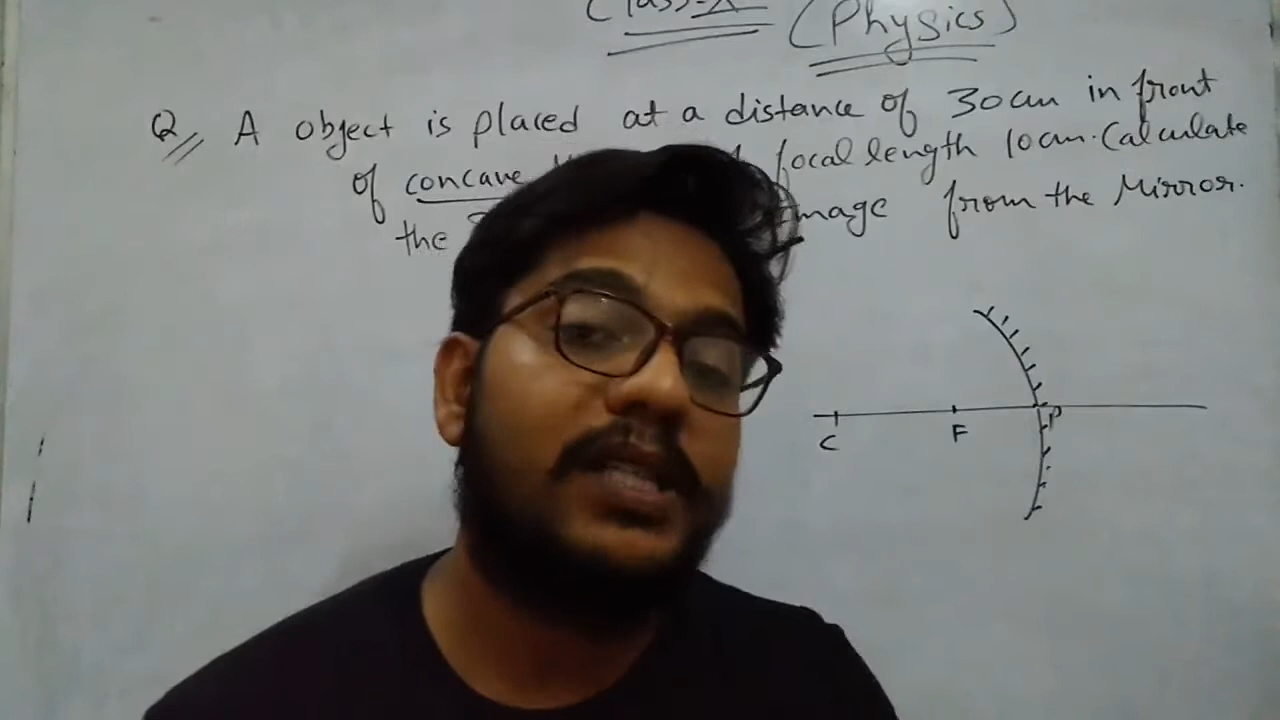 Class-X (Physics)
Q A object is placed at a distance of 30cm in front
of concave focal length 10cm. Calculate
the Image from the Mirror.
C F P